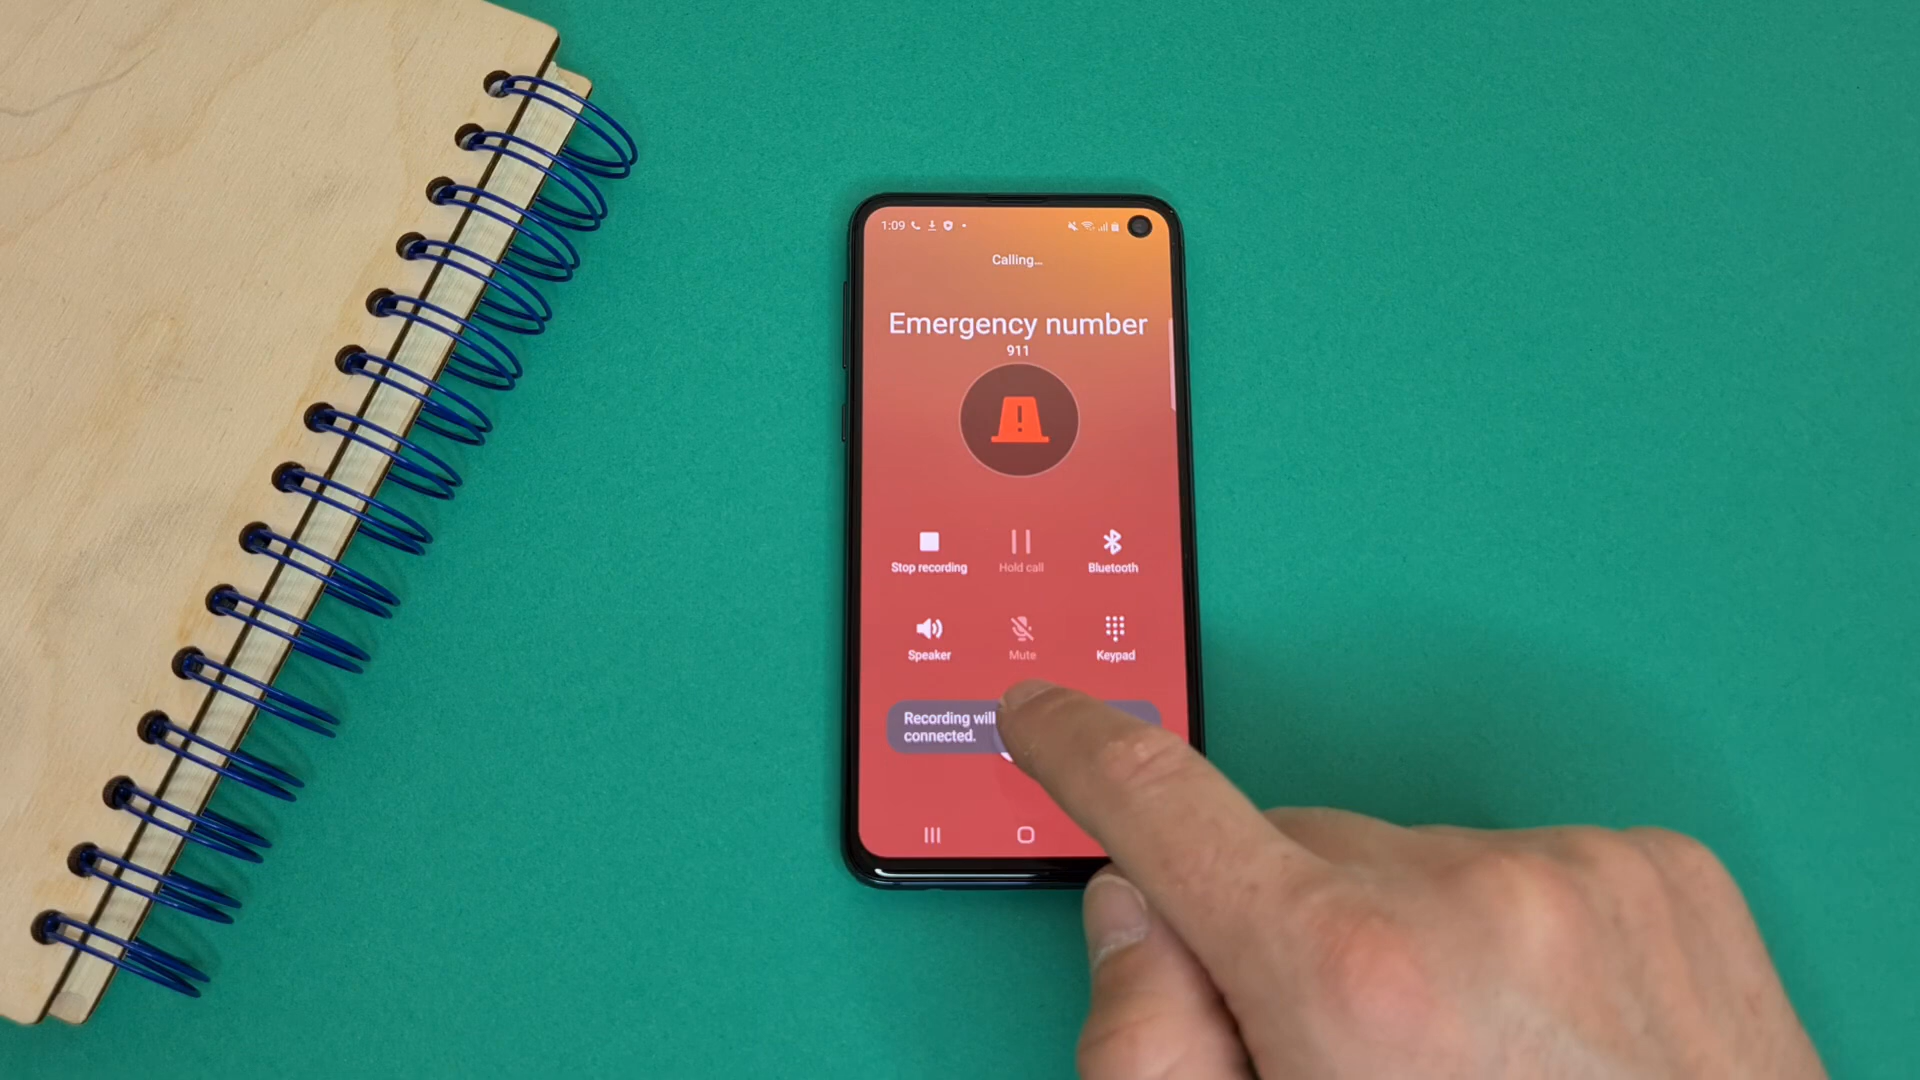 1:09
Calling...
Emergency number
911
Stop recording
Hold call
Bluetooth
Speaker
Mute
Keypad
Recording will
connected.